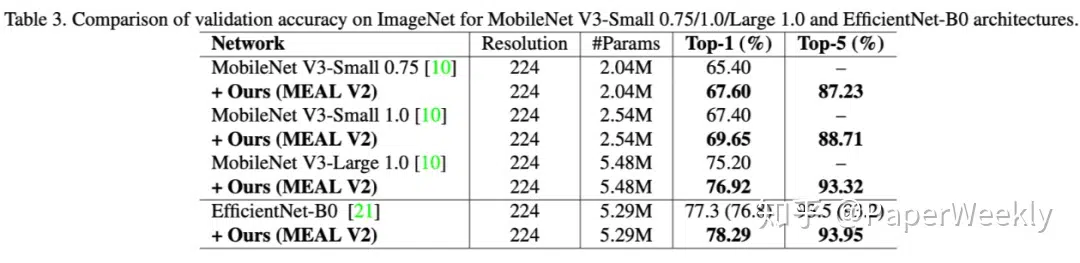 Table 3. Comparison of validation accuracy on ImageNet for MobileNet V3-Small 0.75/1.0/Large 1.0 and EfficientNet-B0 architectures.
Network Resolution #Params Top-1 (%) Top-5 (%)
MobileNet V3-Small 0.75 [10] 224 2.04M 65.40 –
+ Ours (MEAL V2) 224 2.04M 67.60 87.23
MobileNet V3-Small 1.0 [10] 224 2.54M 67.40 –
+ Ours (MEAL V2) 224 2.54M 69.65 88.71
MobileNet V3-Large 1.0 [10] 224 5.48M 75.20 –
+ Ours (MEAL V2) 224 5.48M 76.92 93.32
EfficientNet-B0 [21] 224 5.29M 77.3 (76.8) 93.5 (93.2)
+ Ours (MEAL V2) 224 5.29M 78.29 93.95
知乎 @PaperWeekly